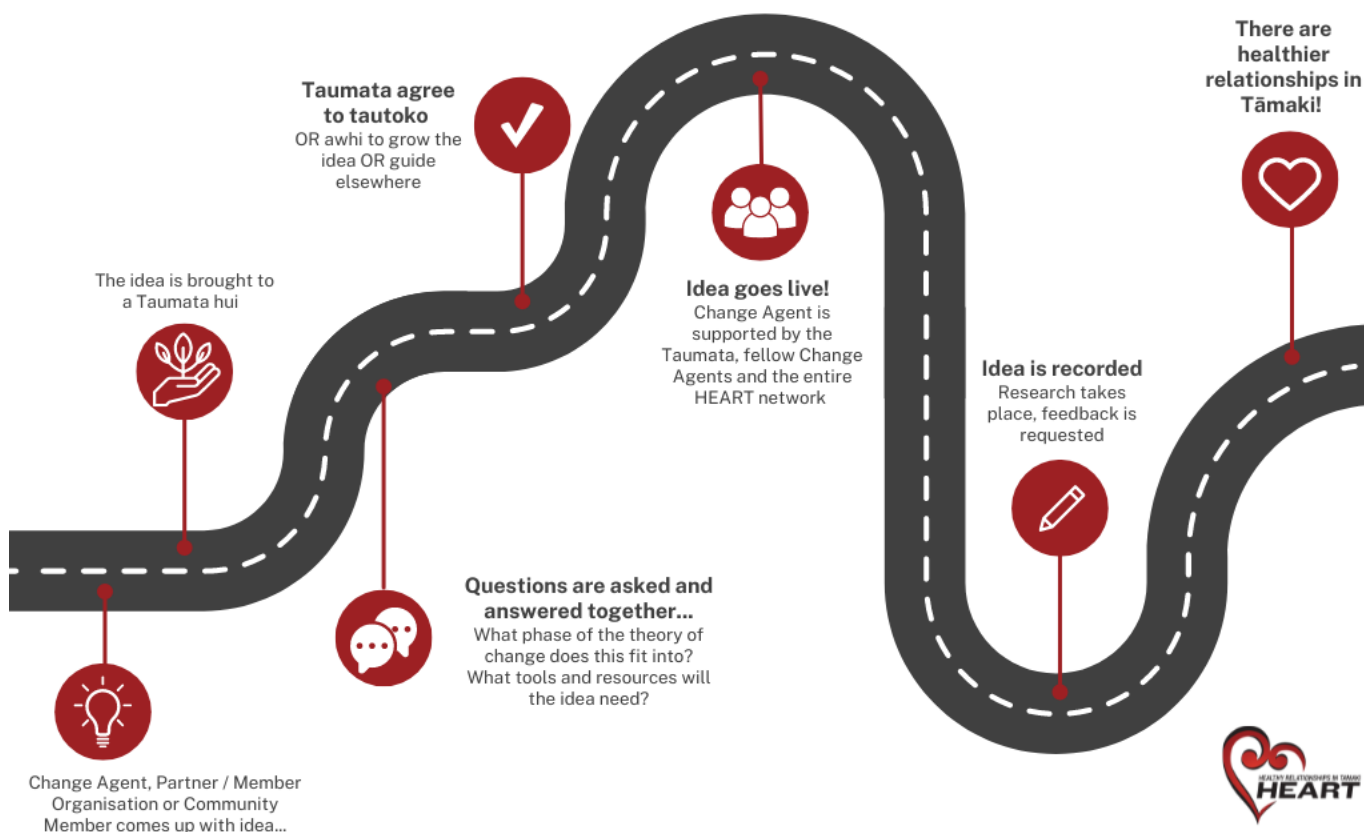 Change Agent, Partner / Member
Organisation or Community
Member comes up with idea...
The idea is brought to
a Taumata hui
Questions are asked and
answered together...
What phase of the theory of
change does this fit into?
What tools and resources will
the idea need?
Taumata agree
to tautoko
OR awhi to grow the
idea OR guide
elsewhere
Idea goes live!
Change Agent is
supported by the
Taumata, fellow Change
Agents and the entire
HEART network
Idea is recorded
Research takes
place, feedback is
requested
There are
healthier
relationships in
Tāmaki!
HEALTHY RELATIONSHIPS IN TAMAKI
HEART